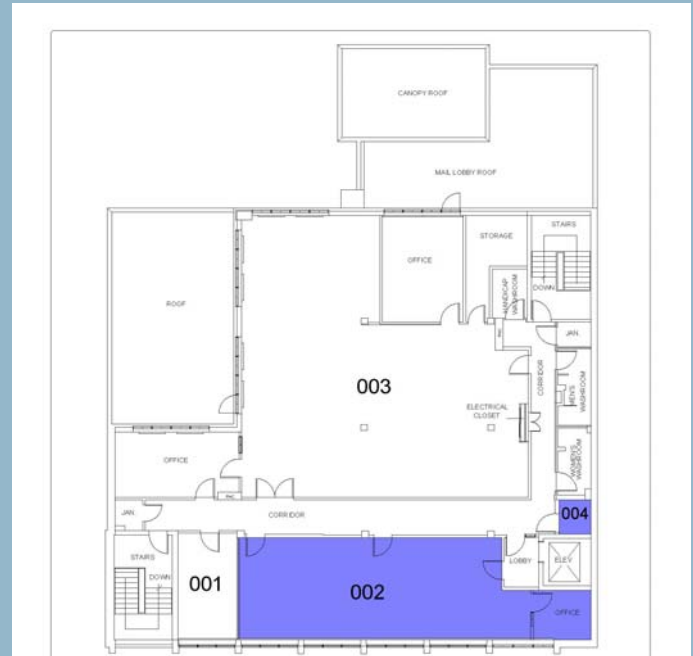 CANOPY ROOF
MAIL LOBBY ROOF
STORAGE
STAIRS
OFFICE
HANDICAP
WASHROOM
DOWN
ROOF
JAN.
003
CORRIDOR
MEN'S
WASHROOM
ELECTRICAL
CLOSET
OFFICE
WOMEN'S
WASHROOM
JAN.
CORRIDOR
004
STAIRS
DOWN
001
002
LOBBY
ELEV.
OFFICE